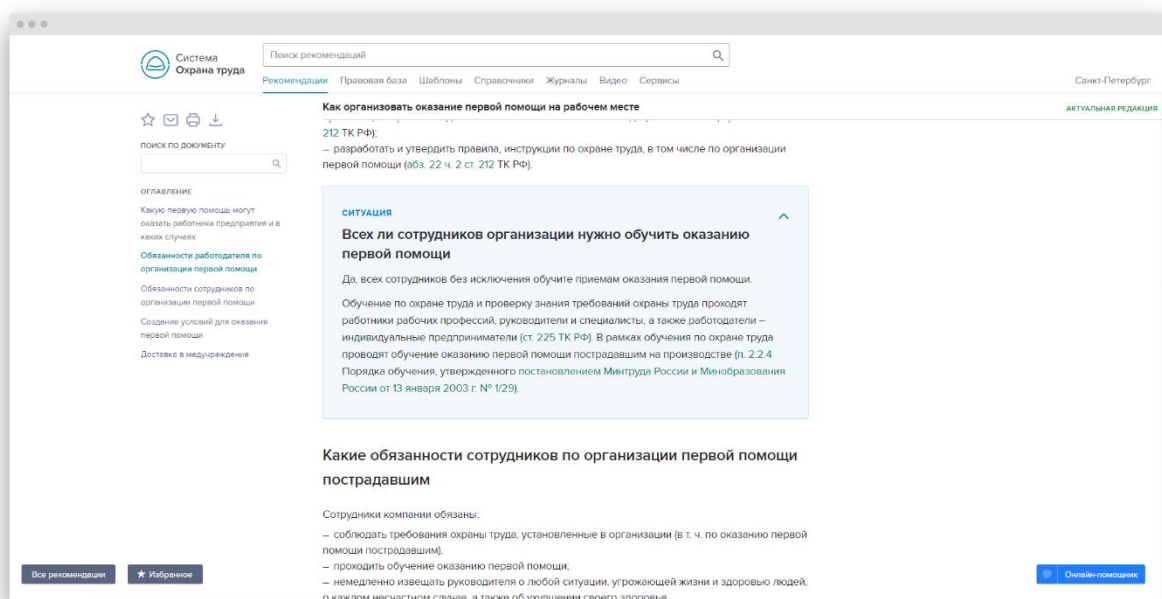 Система
Охрана труда
Поиск рекомендаций
Рекомендации Правовая база Шаблоны Справочники Журналы Видео Сервисы
Санкт-Петербург
Как организовать оказание первой помощи на рабочем месте
АКТУАЛЬНАЯ РЕДАКЦИЯ
ПОИСК ПО ДОКУМЕНТУ
ОГЛАВЛЕНИЕ
Какую первую помощь могут
оказать работники предприятия и в
каких случаях
Обязанности работодателя по
организации первой помощи
Обязанности сотрудников по
организации первой помощи
Создание условий для оказания
первой помощи
Доставка в медучреждение
212 ТК РФ);
– разработать и утвердить правила, инструкции по охране труда, в том числе по организации
первой помощи (абз. 22 ч. 2 ст. 212 ТК РФ).
СИТУАЦИЯ
Всех ли сотрудников организации нужно обучить оказанию
первой помощи
Да, всех сотрудников без исключения обучите приемам оказания первой помощи.
Обучение по охране труда и проверку знания требований охраны труда проходят
работники рабочих профессий, руководители и специалисты, а также работодатели –
индивидуальные предприниматели (ст. 225 ТК РФ). В рамках обучения по охране труда
проводят обучение оказанию первой помощи пострадавшим на производстве (п. 2.2.4
Порядка обучения, утвержденного постановлением Минтруда России и Минобразования
России от 13 января 2003 г. № 1/29).
Какие обязанности сотрудников по организации первой помощи
пострадавшим
Сотрудники компании обязаны:
– соблюдать требования охраны труда, установленные в организации (в т. ч. по оказанию первой
помощи пострадавшим);
– проходить обучение оказанию первой помощи;
– немедленно извещать руководителя о любой ситуации, угрожающей жизни и здоровью людей,
о каждом несчастном случае, а также об ухудшении своего здоровья
Все рекомендации
Избранное
Онлайн-помощник